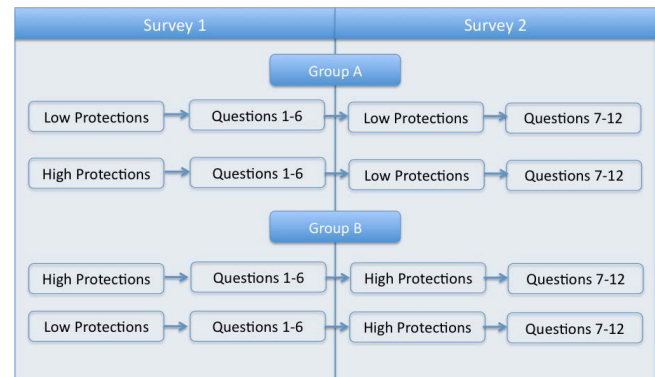 Survey 1 Survey 2
Group A
Low Protections Questions 1-6 Low Protections Questions 7-12
High Protections Questions 1-6 Low Protections Questions 7-12
Group B
High Protections Questions 1-6 High Protections Questions 7-12
Low Protections Questions 1-6 High Protections Questions 7-12